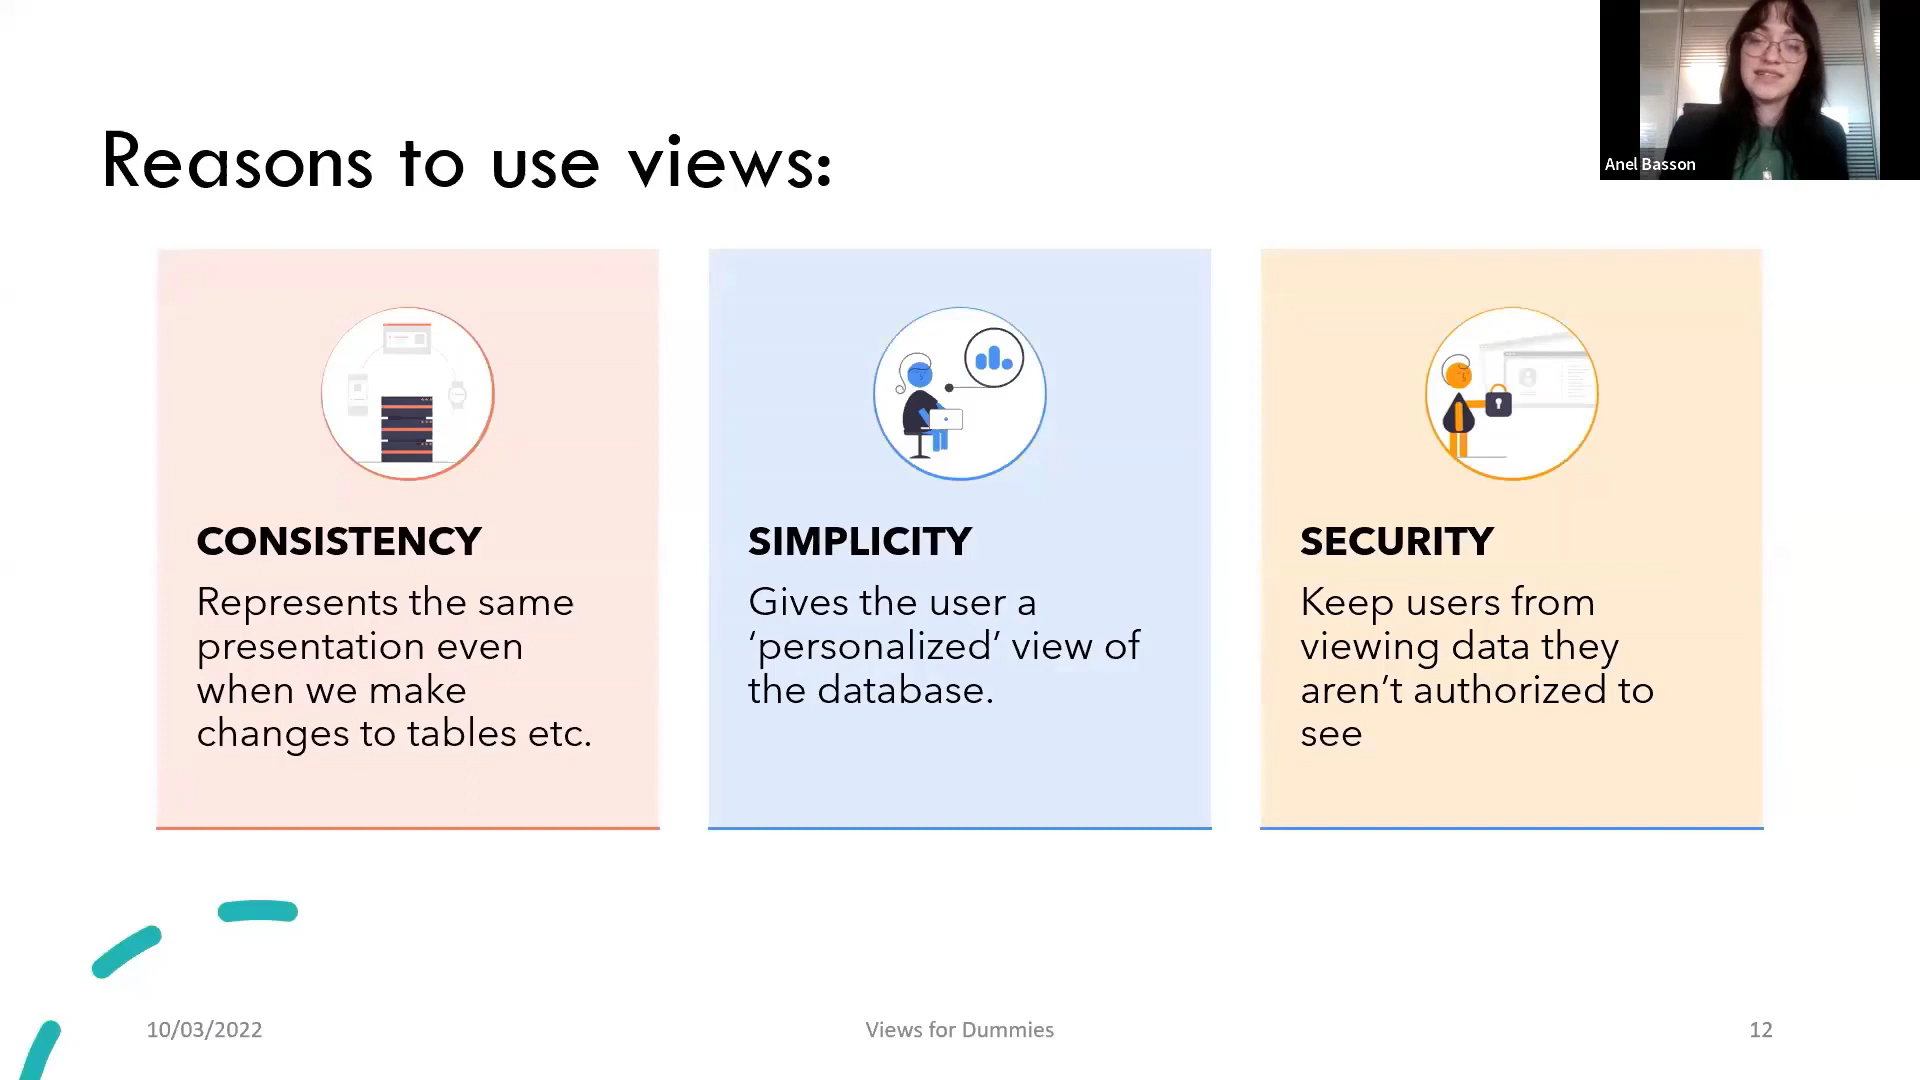 Anel Basson
Reasons to use views:
CONSISTENCY
Represents the same
presentation even
when we make
changes to tables etc.
SIMPLICITY
Gives the user a
‘personalized’ view of
the database.
SECURITY
Keep users from
viewing data they
aren’t authorized to
see
10/03/2022
Views for Dummies
12